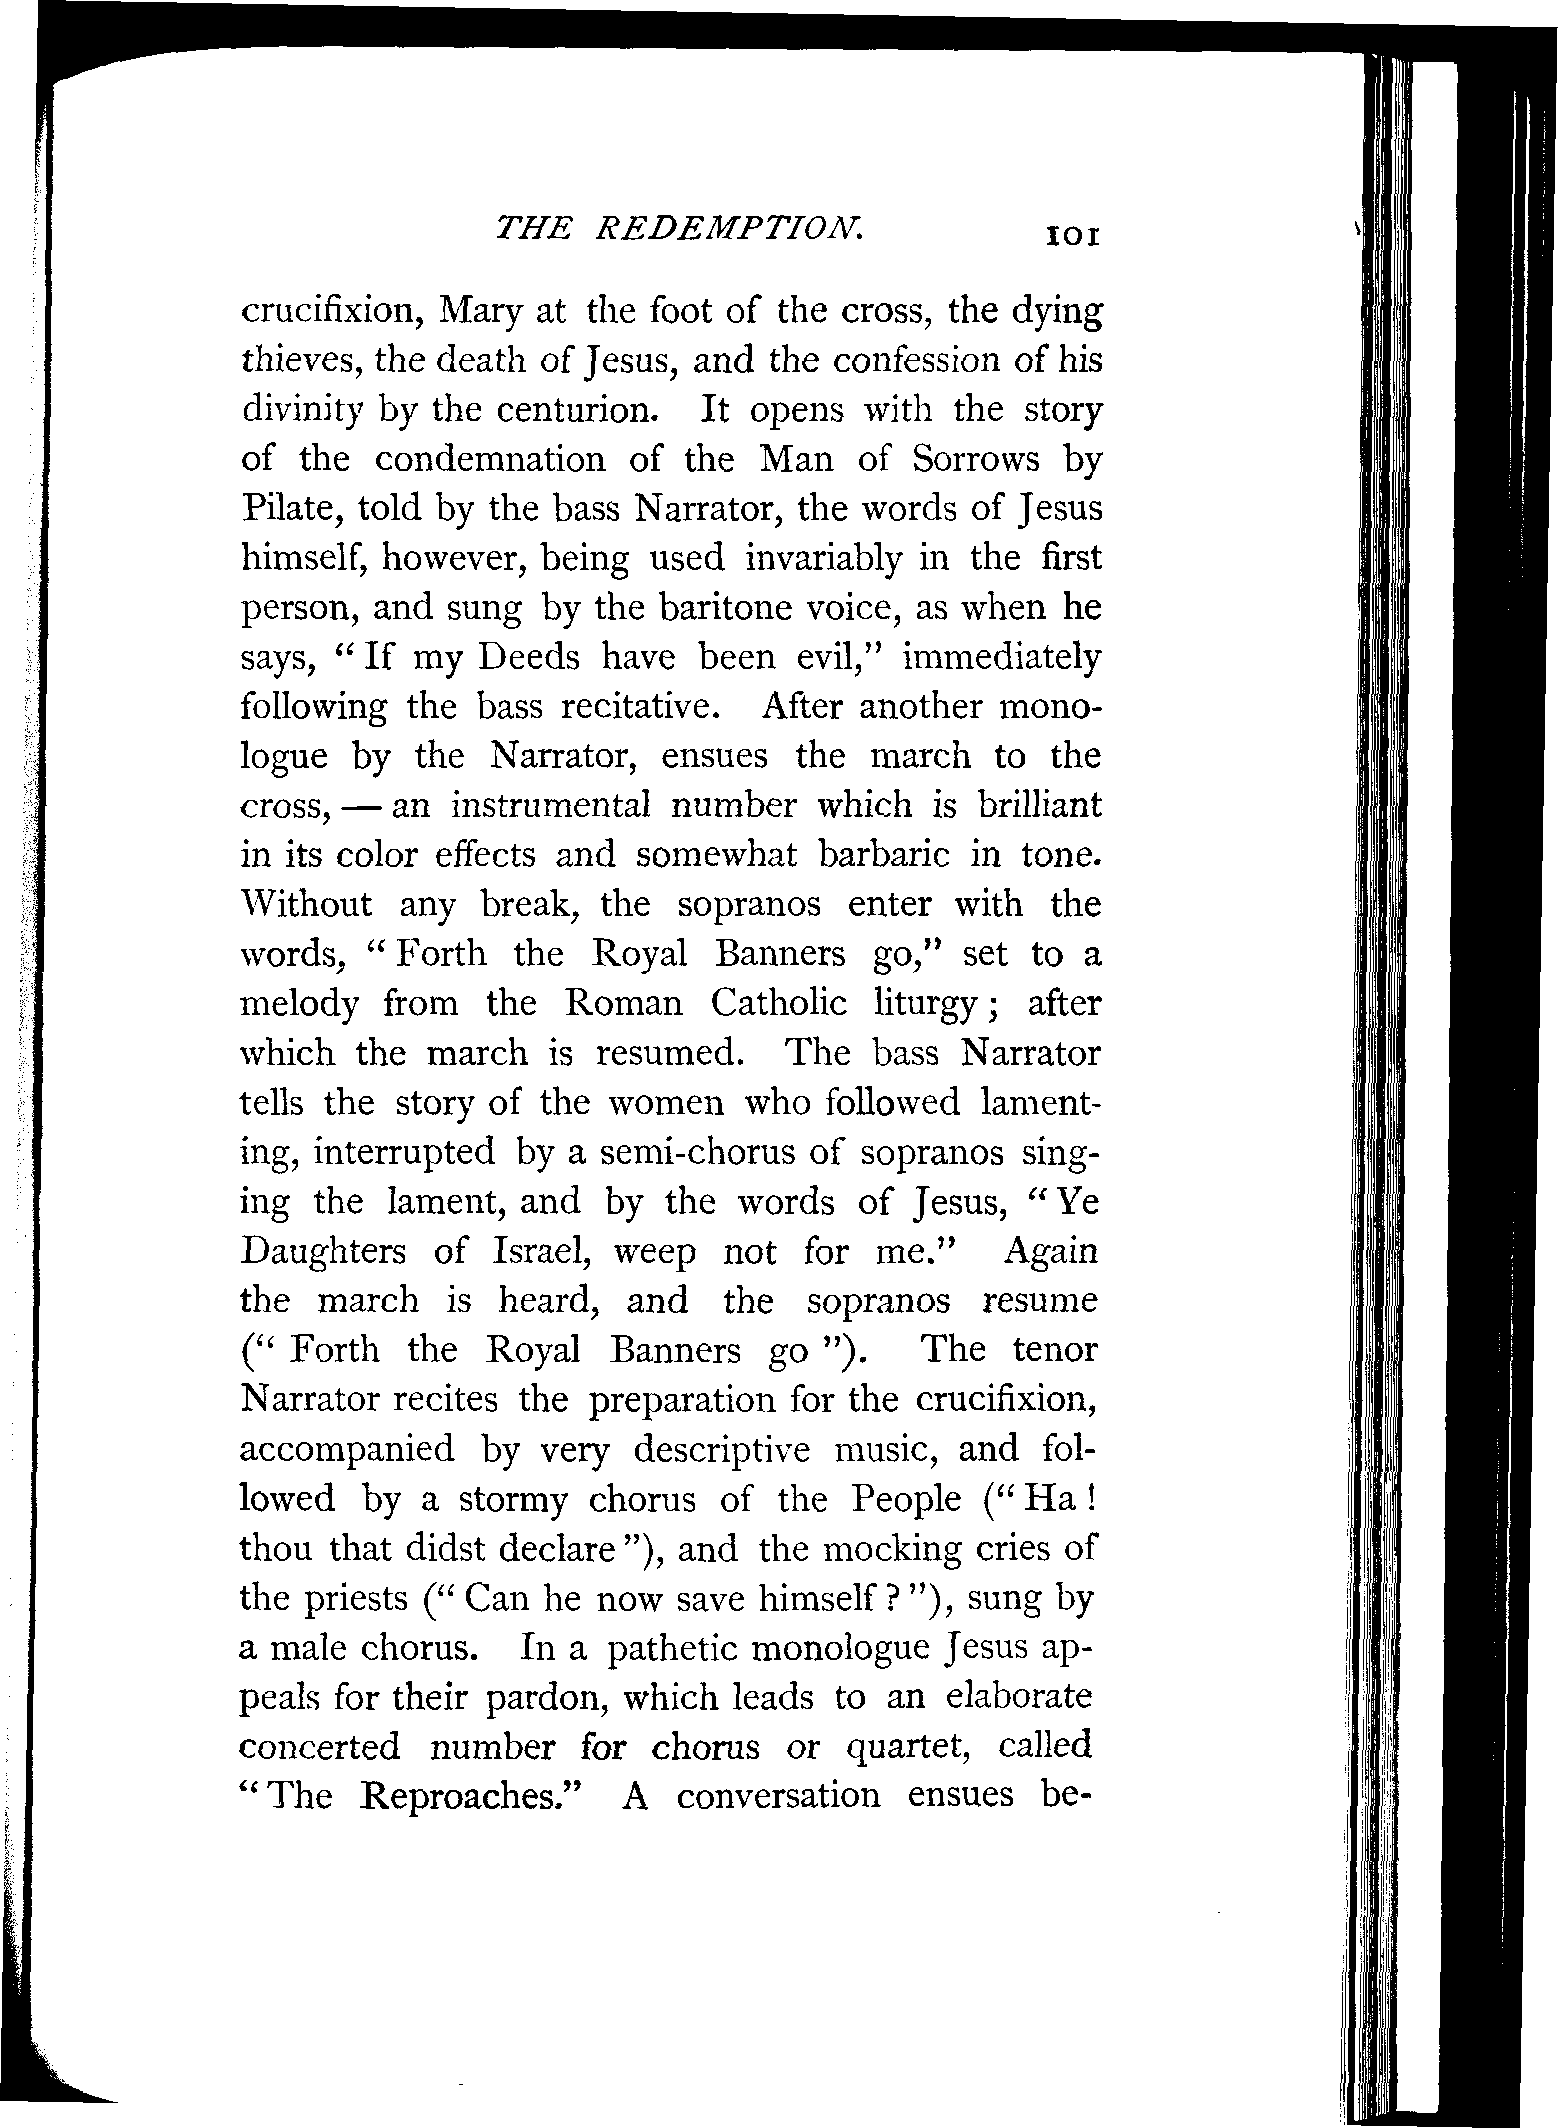 THE REDEMPTION. 101
crucifixion, Mary at the foot of the cross, the dying
thieves, the death of Jesus, and the confession of his
divinity by the centurion. It opens with the story
of the condemnation of the Man of Sorrows by
Pilate, told by the bass Narrator, the words of Jesus
himself, however, being used invariably in the first
person, and sung by the baritone voice, as when he
says, “ If my Deeds have been evil,” immediately
following the bass recitative. After another mono-
logue by the Narrator, ensues the march to the
cross, — an instrumental number which is brilliant
in its color effects and somewhat barbaric in tone.
Without any break, the sopranos enter with the
words, “ Forth the Royal Banners go,” set to a
melody from the Roman Catholic liturgy ; after
which the march is resumed. The bass Narrator
tells the story of the women who followed lament-
ing, interrupted by a semi-chorus of sopranos sing-
ing the lament, and by the words of Jesus, “ Ye
Daughters of Israel, weep not for me.” Again
the march is heard, and the sopranos resume
(“ Forth the Royal Banners go ”). The tenor
Narrator recites the preparation for the crucifixion,
accompanied by very descriptive music, and fol-
lowed by a stormy chorus of the People (“ Ha !
thou that didst declare ”), and the mocking cries of
the priests (“ Can he now save himself ? ”), sung by
a male chorus. In a pathetic monologue Jesus ap-
peals for their pardon, which leads to an elaborate
concerted number for chorus or quartet, called
“ The Reproaches.” A conversation ensues be-